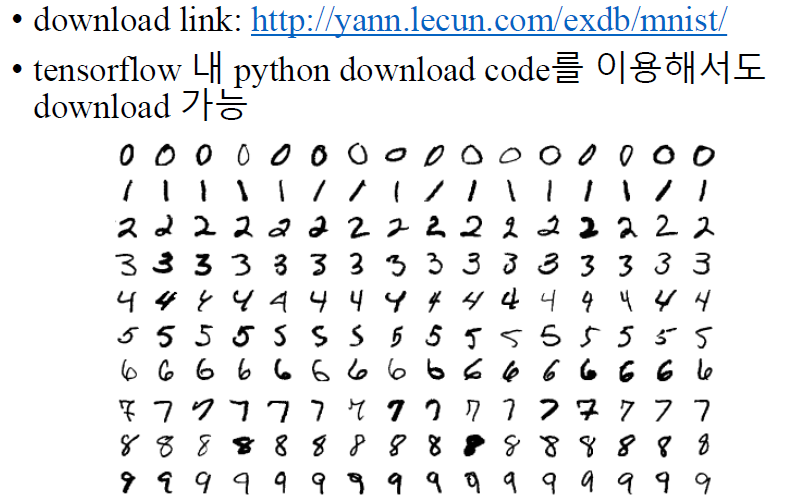 • download link: http://yann.lecun.com/exdb/mnist/
• tensorflow 내 python download code를 이용해서도
download 가능
0 0 0 0 0 0 0 0 0 0 0 0 0 0 0 0
1 1 1 1 1 1 1 1 1 1 1 1 1 1 1 1
2 2 2 2 2 2 2 2 2 2 2 2 2 2 2 2
3 3 3 3 3 3 3 3 3 3 3 3 3 3 3 3
4 4 4 4 4 4 4 4 4 4 4 4 4 4 4 4
5 5 5 5 5 5 5 5 5 5 5 5 5 5 5 5
6 6 6 6 6 6 6 6 6 6 6 6 6 6 6 6
7 7 7 7 7 7 7 7 7 7 7 7 7 7 7 7
8 8 8 8 8 8 8 8 8 8 8 8 8 8 8 8
9 9 9 9 9 9 9 9 9 9 9 9 9 9 9 9